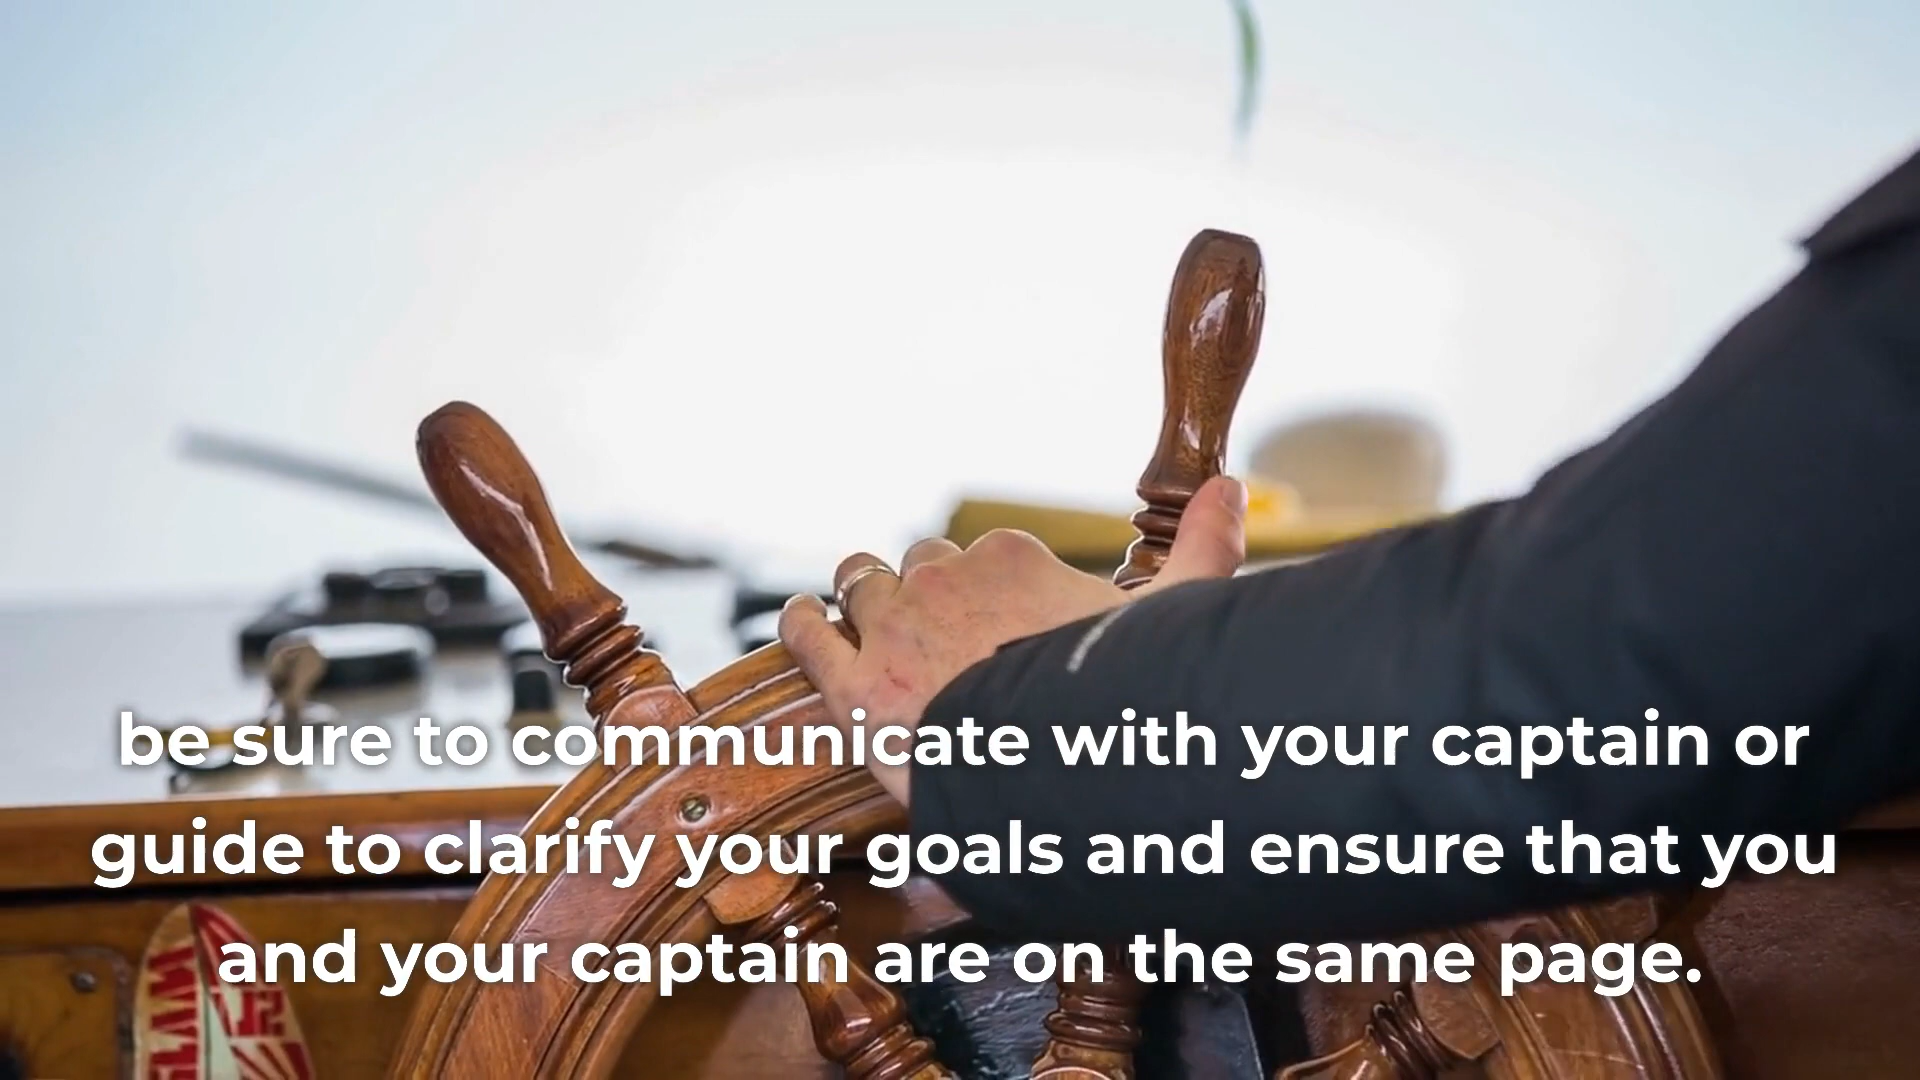 be sure to communicate with your captain or
guide to clarify your goals and ensure that you
and your captain are on the same page.